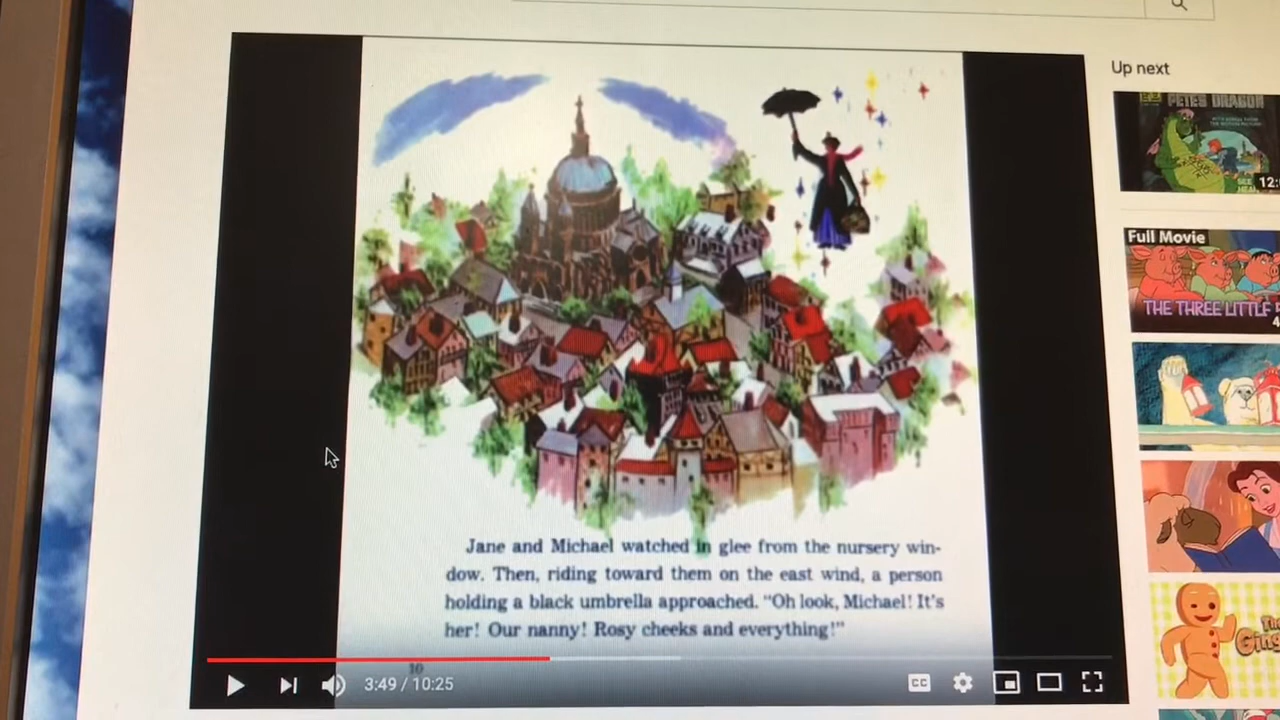 Up next
PETES DRAGON
12:
Full Movie
THE THREE LITTLE
Jane and Michael watched in glee from the nursery win-
dow. Then, riding toward them on the east wind, a person
holding a black umbrella approached. “Oh look, Michael! It's
her! Our nanny! Rosy cheeks and everything!”
10
3:49 / 10:25
CC